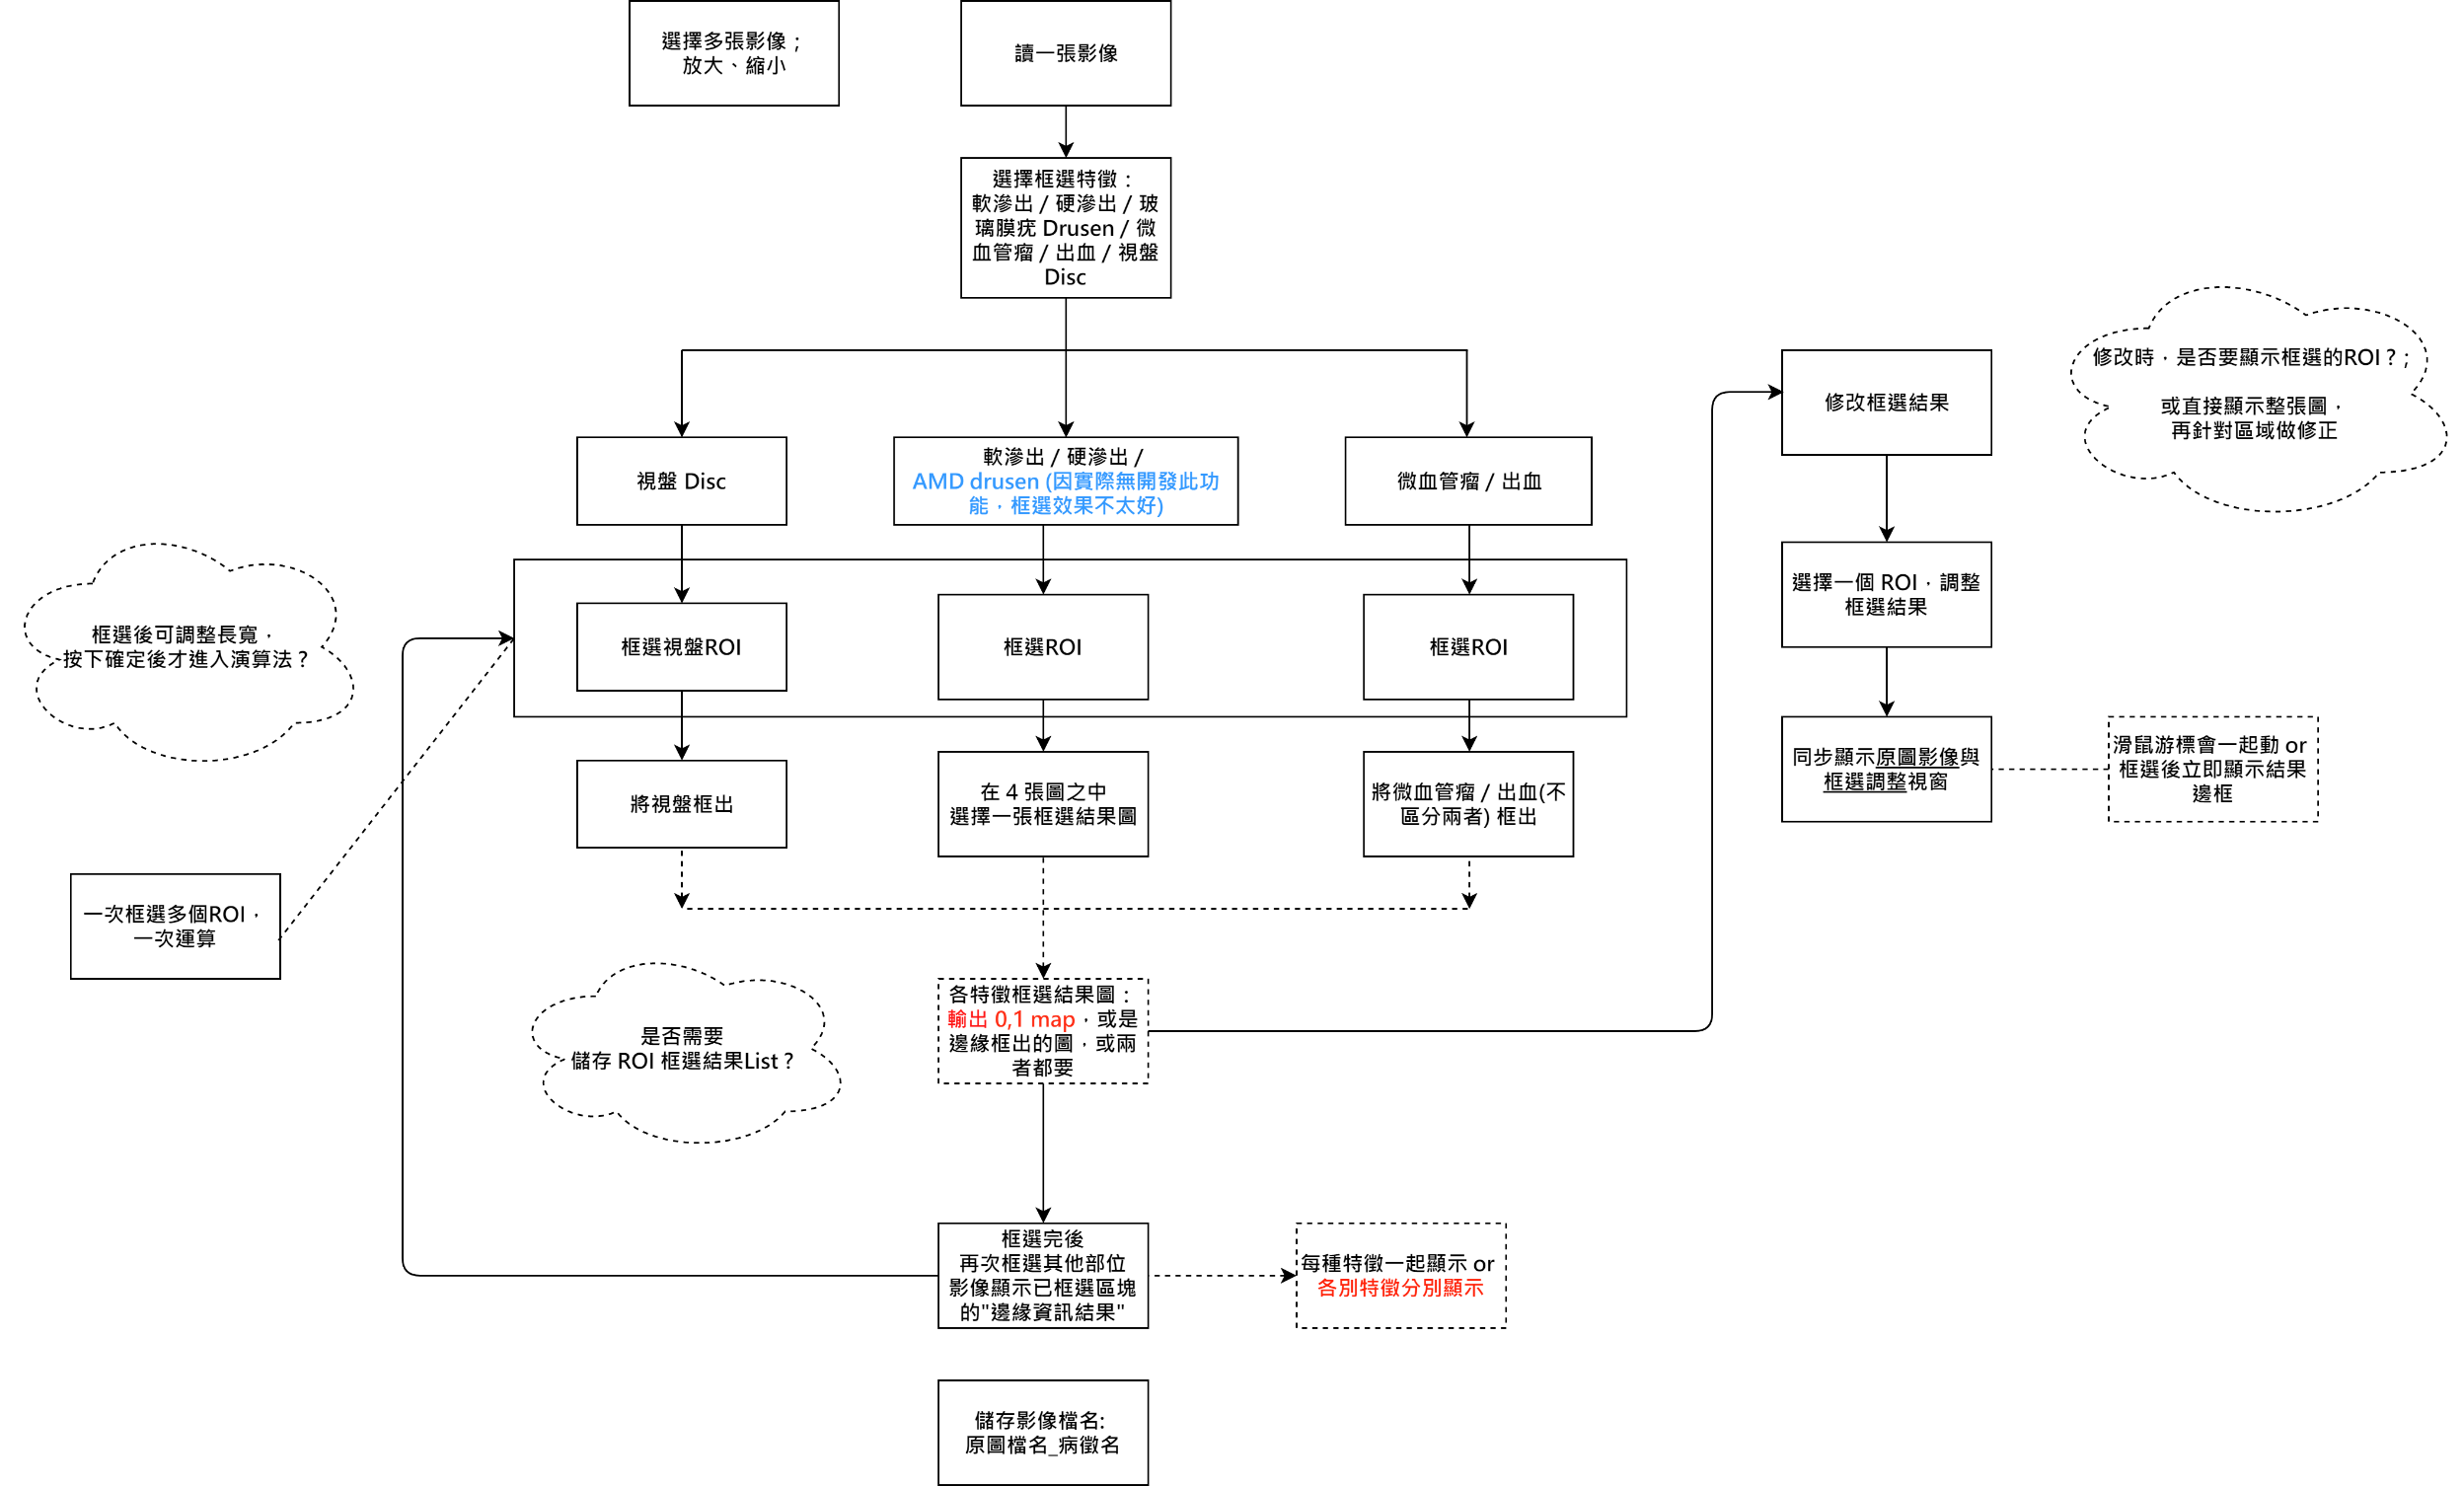 選擇多張影像；
放大、縮小
讀一張影像
選擇框選特徵：
軟滲出 / 硬滲出 / 玻
璃膜疣 Drusen / 微
血管瘤 / 出血 / 視盤
Disc
視盤 Disc
軟滲出 / 硬滲出 /
AMD drusen (因實際無開發此功
能，框選效果不太好)
微血管瘤 / 出血
修改框選結果
修改時，是否要顯示框選的ROI？;
或直接顯示整張圖，
再針對區域做修正
框選後可調整長寬，
按下確定後才進入演算法？
框選視盤ROI
框選ROI
框選ROI
選擇一個 ROI，調整
框選結果
將視盤框出
在 4 張圖之中
選擇一張框選結果圖
將微血管瘤 / 出血(不
區分兩者) 框出
同步顯示原圖影像與
框選調整視窗
滑鼠游標會一起動 or
框選後立即顯示結果
邊框
一次框選多個ROI，
一次運算
是否需要
儲存 ROI 框選結果List？
各特徵框選結果圖：
輸出 0,1 map，或是
邊緣框出的圖，或兩
者都要
框選完後
再次框選其他部位
影像顯示已框選區塊
的"邊緣資訊結果"
每種特徵一起顯示 or
各別特徵分別顯示
儲存影像檔名:
原圖檔名_病徵名